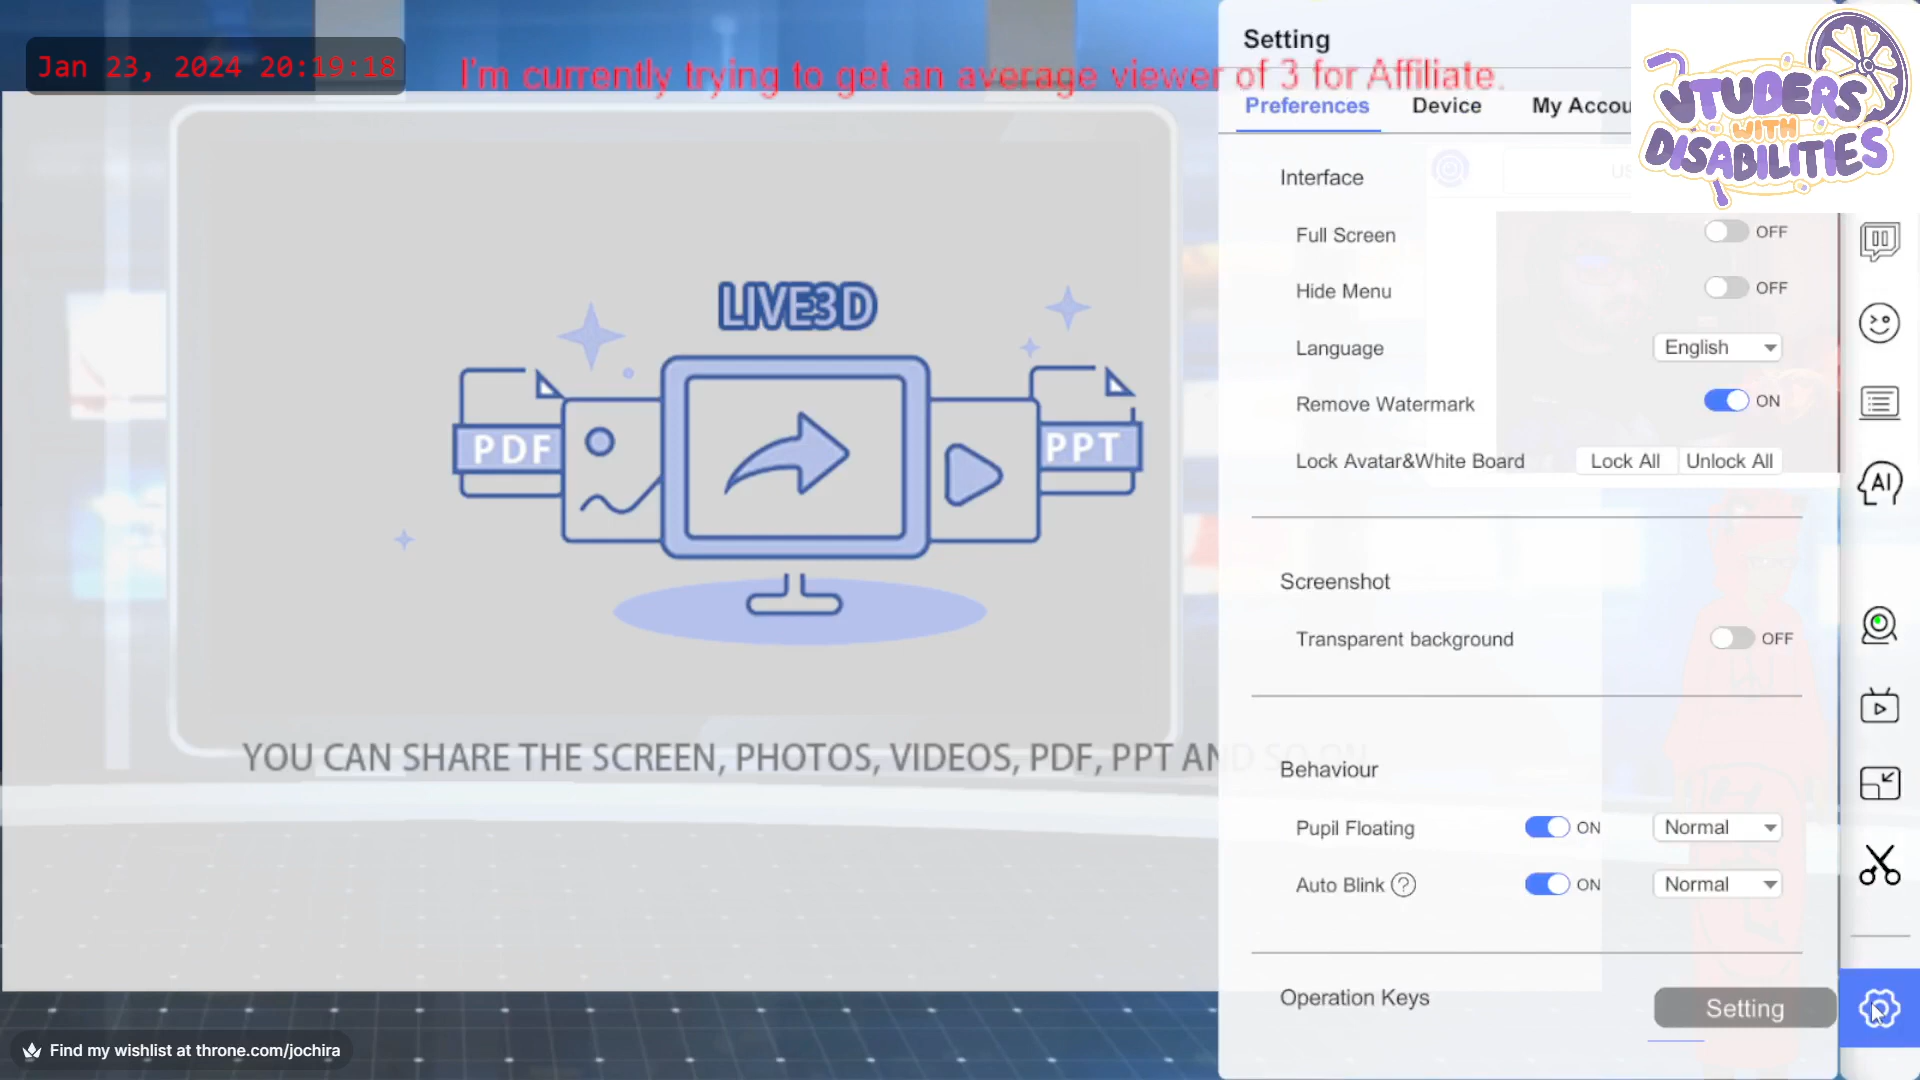 Jan 23, 2024 20:19:18
I'm currently trying to get an average viewer of 3 for Affiliate.
Setting
Preferences
Device
My Accou
VTUBERS
WITH
DISABILITIES
Interface
Full Screen
OFF
Hide Menu
OFF
Language
English
Remove Watermark
ON
Lock Avatar&White Board
Lock All
Unlock All
LIVE3D
PDF
PPT
AI
YOU CAN SHARE THE SCREEN, PHOTOS, VIDEOS, PDF, PPT AND SO ON
Screenshot
Transparent background
OFF
Behaviour
Pupil Floating
ON
Normal
Auto Blink ?
ON
Normal
Operation Keys
Setting
Find my wishlist at throne.com/jochira